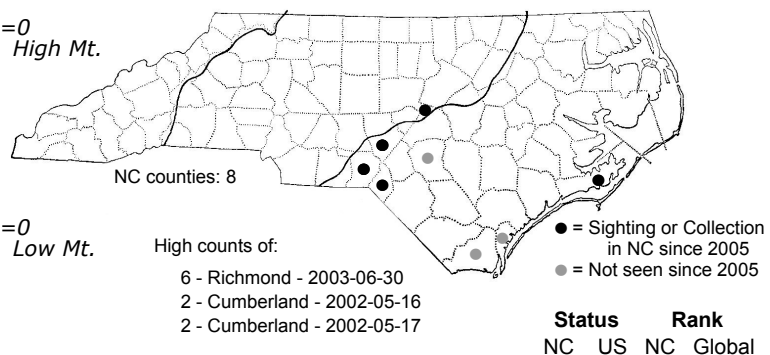 =0
High Mt.
NC counties: 8
=0
Low Mt.
High counts of:
6 - Richmond - 2003-06-30
2 - Cumberland - 2002-05-16
2 - Cumberland - 2002-05-17
● = Sighting or Collection
in NC since 2005
● = Not seen since 2005
Status Rank
NC US NC Global